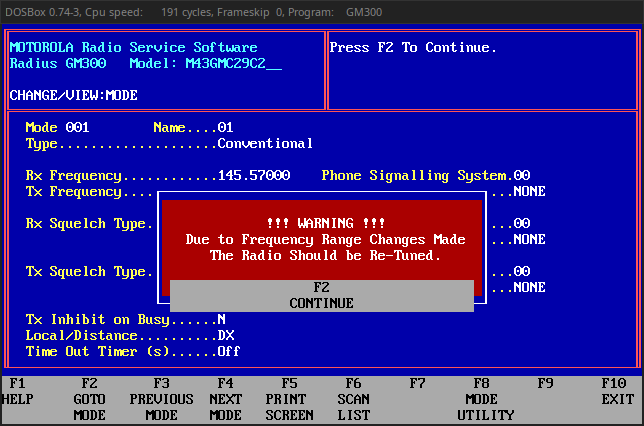 DOSBox 0.74-3, Cpu speed: 191 cycles, Frameskip 0, Program: GM300
MOTOROLA Radio Service Software
Radius GM300 Model: M43GMC29C2__
CHANGE/VIEW:MODE
Press F2 To Continue.
Mode 001 Name....01
Type....................Conventional
Rx Frequency............145.57000 Phone Signalling System.00
Tx Frequency. ...NONE
Rx Squelch Type. ...00
...NONE
Tx Squelch Type. ...00
...NONE
!!! WARNING !!!
Due to Frequency Range Changes Made
The Radio Should be Re-Tuned.
F2
CONTINUE
Tx Inhibit on Busy......N
Local/Distance..........DX
Time Out Timer (s)......Off
F1 F2 F3 F4 F5 F6 F7 F8 F9 F10
HELP GOTO PREVIOUS NEXT PRINT SCAN MODE EXIT
MODE MODE MODE SCREEN LIST UTILITY